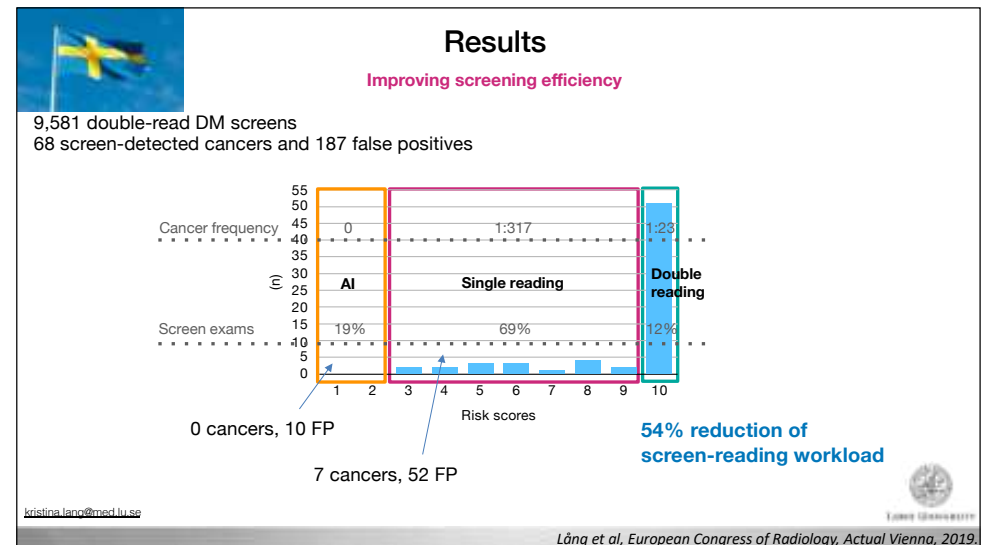 Results
Improving screening efficiency
9,581 double-read DM screens
68 screen-detected cancers and 187 false positives
55
50
Cancer frequency 45 0 1:317 1:23
40
35
30
(n)
25
AI Single reading Double
reading
20
Screen exams 15 19% 69% 12%
10
5
0
1 2 3 4 5 6 7 8 9 10
Risk scores
0 cancers, 10 FP
7 cancers, 52 FP
54% reduction of
screen-reading workload
kristina.lang@med.lu.se
LUND UNIVERSITY
Lång et al, European Congress of Radiology, Actual Vienna, 2019.